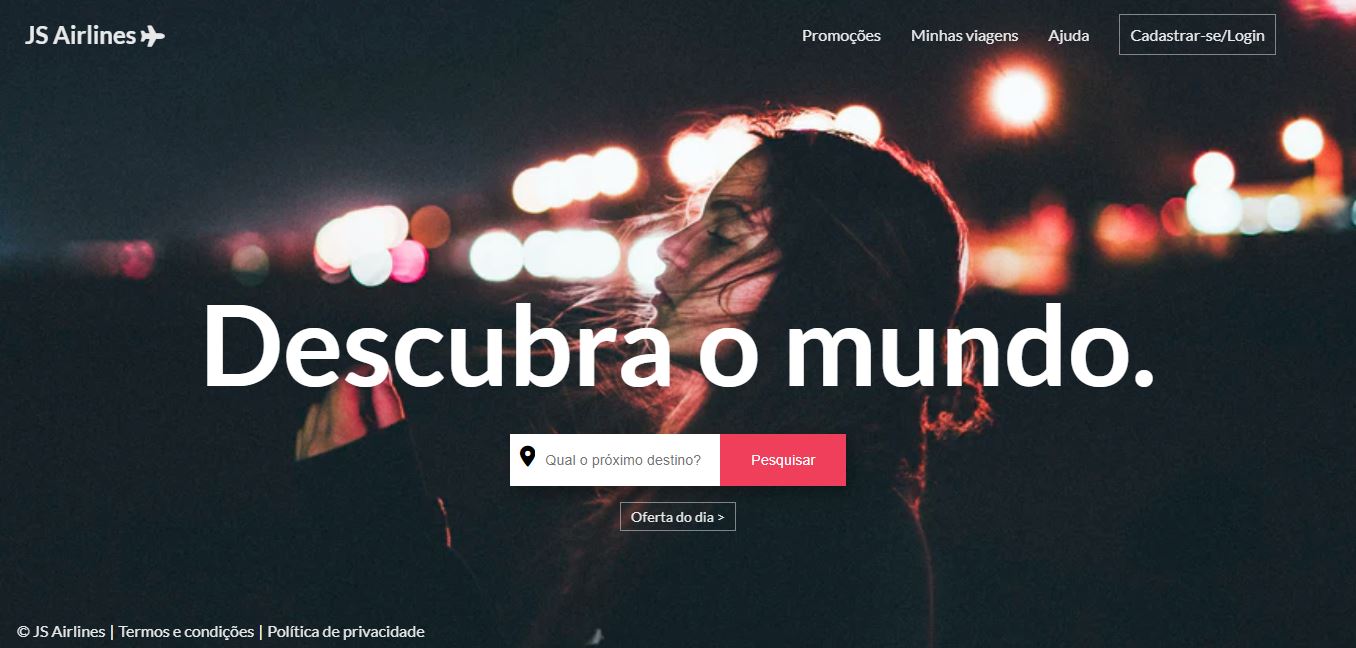 JS Airlines
Promoções
Minhas viagens
Ajuda
Cadastrar-se/Login
Descubra o mundo.
Qual o próximo destino?
Pesquisar
Oferta do dia >
© JS Airlines | Termos e condições | Política de privacidade